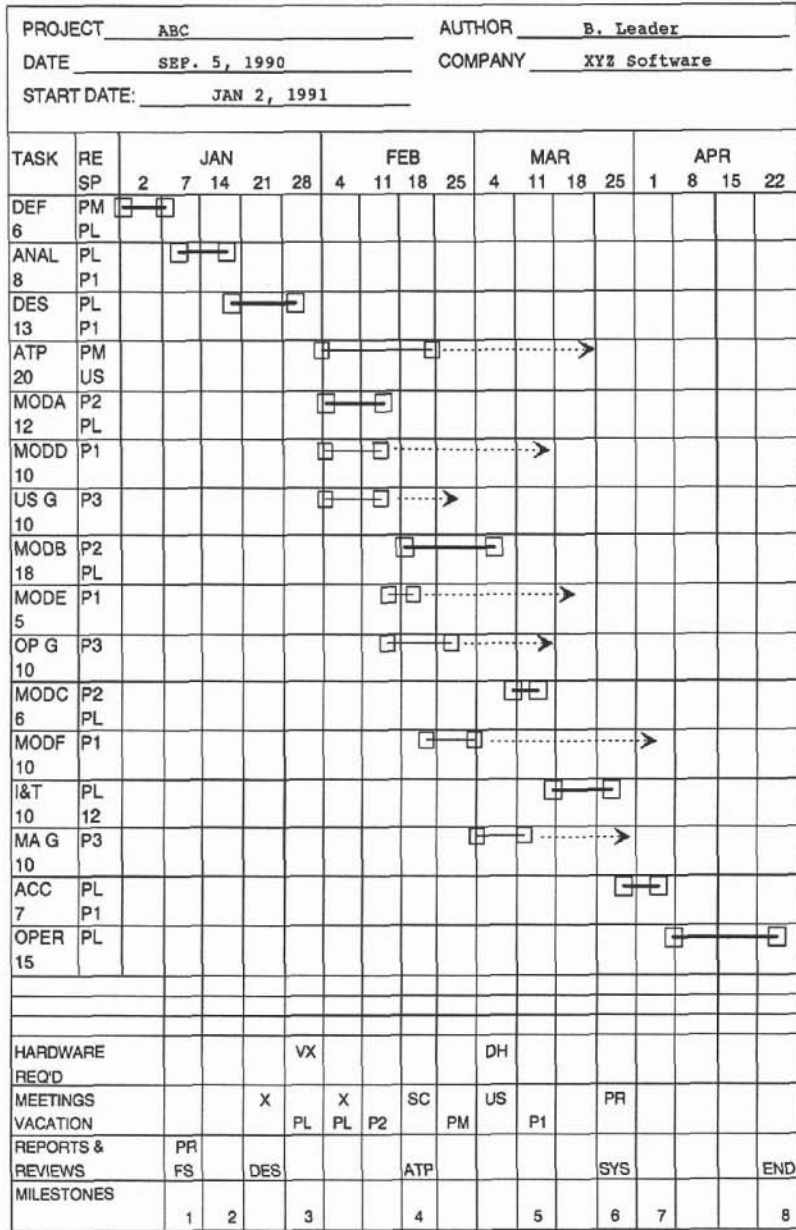 PROJECT ABC AUTHOR B. Leader
DATE SEP. 5, 1990 COMPANY XYZ Software
START DATE: JAN 2, 1991
TASK RE JAN FEB MAR APR
SP 2 7 14 21 28 4 11 18 25 4 11 18 25 1 8 15 22
DEF PM
6 PL
ANAL PL
8 P1
DES PL
13 P1
ATP PM
20 US
MODA P2
12 PL
MODD P1
10
US G P3
10
MODB P2
18 PL
MODE P1
5
OP G P3
10
MODC P2
6 PL
MODF P1
10
I&T PL
10 12
MA G P3
10
ACC PL
7 P1
OPER PL
15
HARDWARE VX DH
REQ'D
MEETINGS X X SC US PR
VACATION PL PL P2 PM P1
REPORTS & PR
REVIEWS FS DES ATP SYS END
MILESTONES
1 2 3 4 5 6 7 8